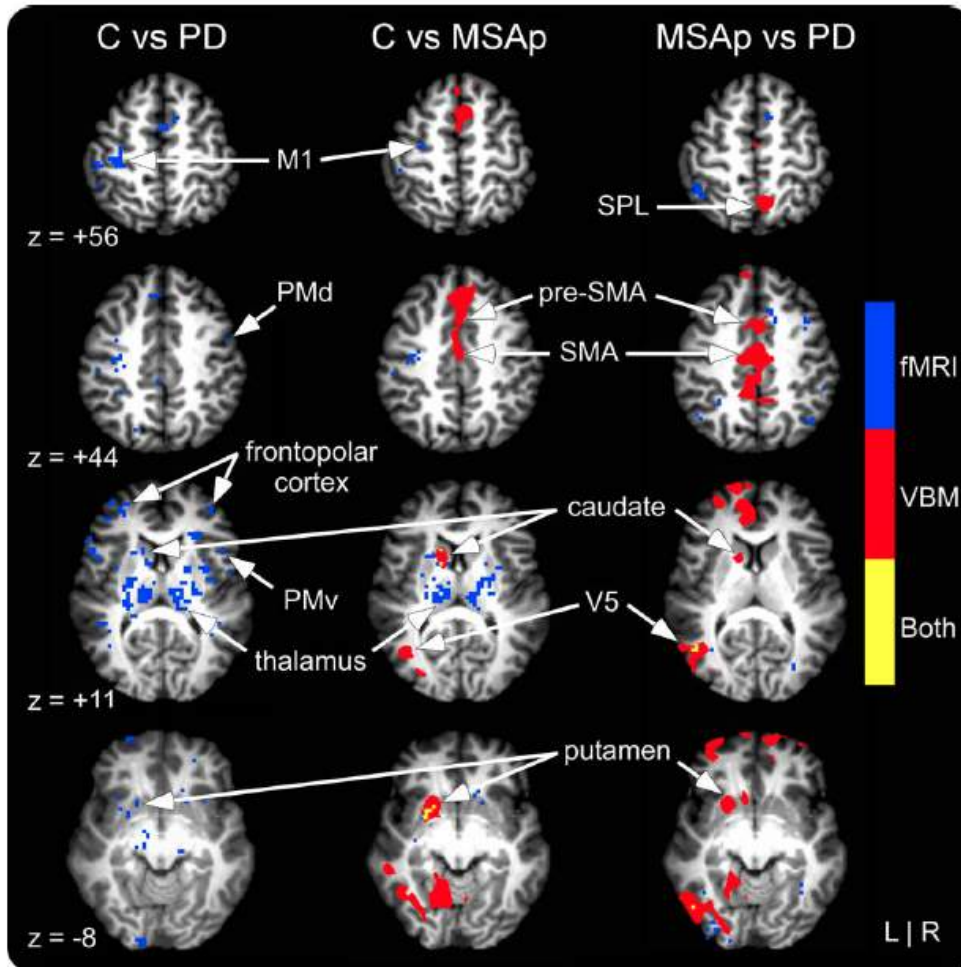 C vs PD
C vs MSAp
MSAp vs PD
M1
SPL
z = +56
PMd
pre-SMA
SMA
fMRI
z = +44
frontopolar
cortex
caudate
VBM
PMv
V5
Both
thalamus
z = +11
putamen
z = -8
L | R